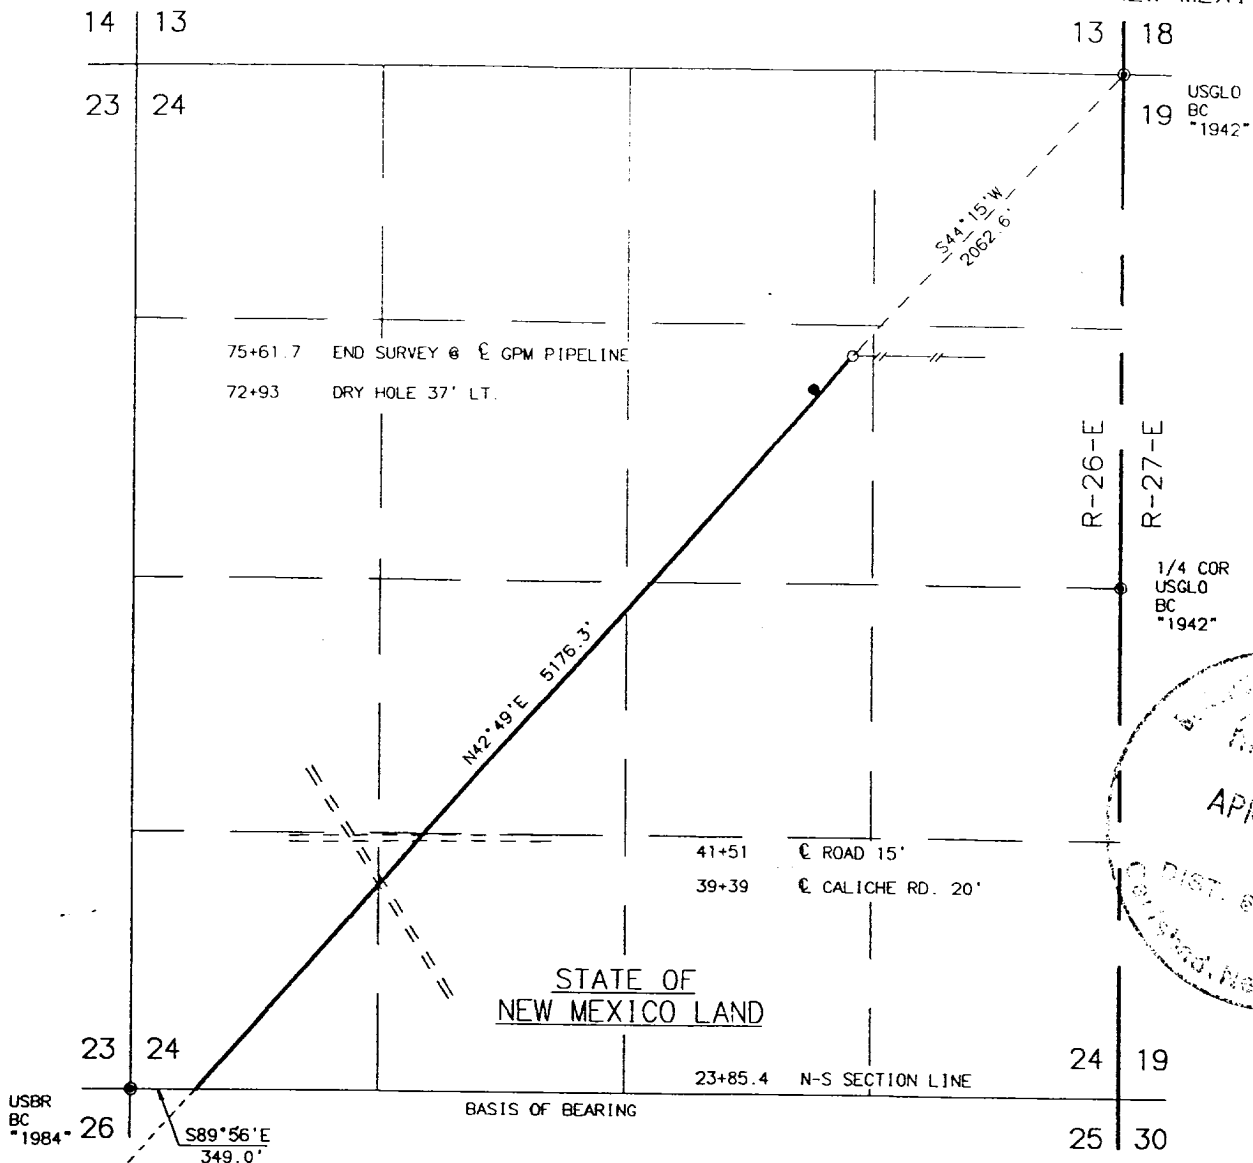 14 13
13 18
23 24
19
USGLO
BC
"1942"
S44°15'W
2062.6'
75+61.7 END SURVEY @ ℄ GPM PIPELINE
72+93 DRY HOLE 37' LT.
R-26-E
R-27-E
1/4 COR
USGLO
BC
"1942"
N42°49'E 5176.3'
41+51 ℄ ROAD 15'
39+39 ℄ CALICHE RD. 20'
DIST. 6
STATE OF
NEW MEXICO LAND
23 24
24 19
23+85.4 N-S SECTION LINE
BASIS OF BEARING
USBR
BC
"1984"
26
S89°56'E
349.0'
25 30